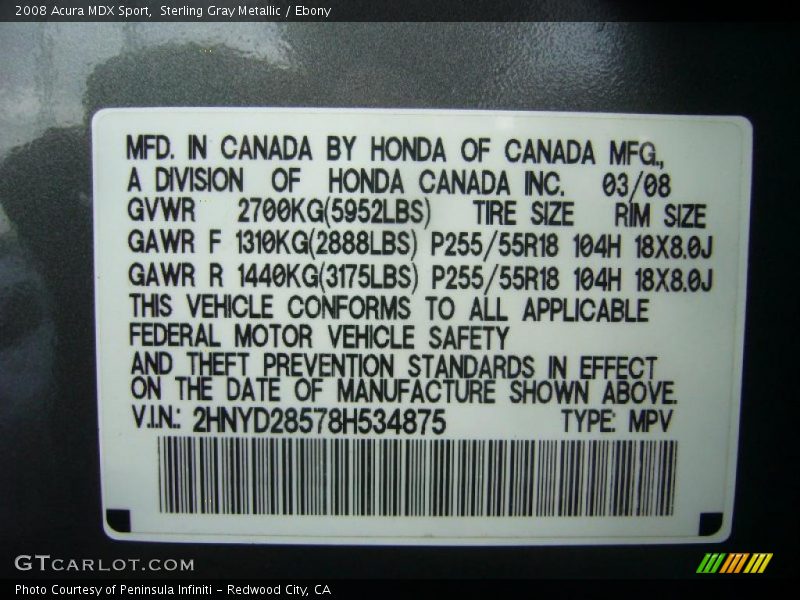 2008 Acura MDX Sport,  Sterling Gray Metallic / Ebony
MFD. IN CANADA BY HONDA OF CANADA MFG.,
A DIVISION OF HONDA CANADA INC. 03/08
GVWR 2700KG(5952LBS) TIRE SIZE RIM SIZE
GAWR F 1310KG(2888LBS) P255/55R18 104H 18X8.0J
GAWR R 1440KG(3175LBS) P255/55R18 104H 18X8.0J
THIS VEHICLE CONFORMS TO ALL APPLICABLE
FEDERAL MOTOR VEHICLE SAFETY
AND THEFT PREVENTION STANDARDS IN EFFECT
ON THE DATE OF MANUFACTURE SHOWN ABOVE.
V.I.N.: 2HNYD28578H534875 TYPE: MPV
GTCARLOT.COM
Photo Courtesy of Peninsula Infiniti - Redwood City, CA